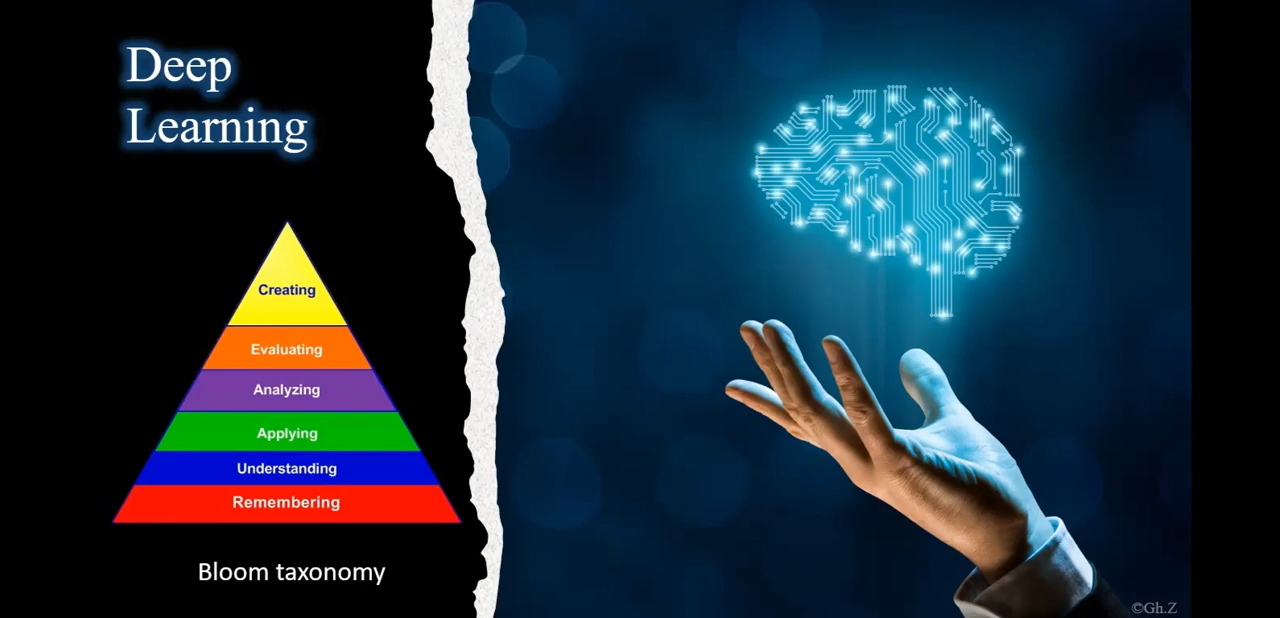 Deep
Learning
Creating
Evaluating
Analyzing
Applying
Understanding
Remembering
Bloom taxonomy
©Gh.Z